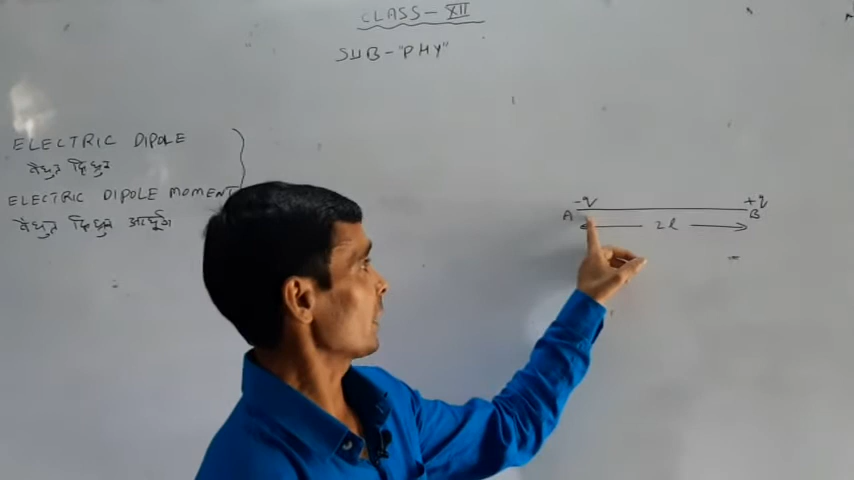 CLASS - XII
SUB - "PHY"
ELECTRIC DIPOLE
वैधुत द्विध्रुव
ELECTRIC DIPOLE MOMENT
वैधुत द्विध्रुव आघूर्ण
-q +q
A B
2l